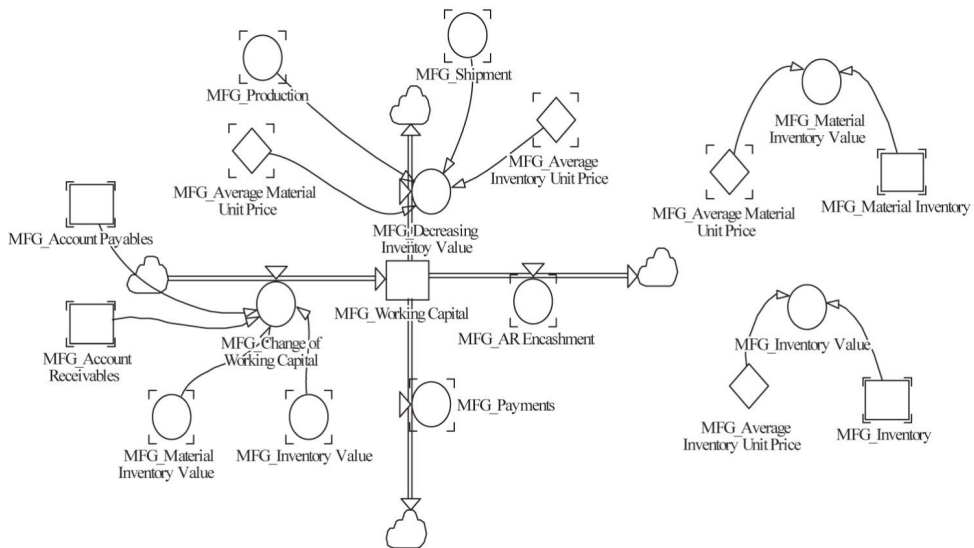 MFG_Shipment
MFG_Production
MFG_Average
Inventory Unit Price
MFG_Average Material
Unit Price
MFG_Decreasing
Inventoy Value
MFG_Account Payables
MFG_Working Capital
MFG_AR Encashment
MFG_Change of
Working Capital
MFG_Account
Receivables
MFG_Payments
MFG_Material
Inventory Value
MFG_Inventory Value
MFG_Material
Inventory Value
MFG_Average Material
Unit Price
MFG_Material Inventory
MFG_Inventory Value
MFG_Average
Inventory Unit Price
MFG_Inventory